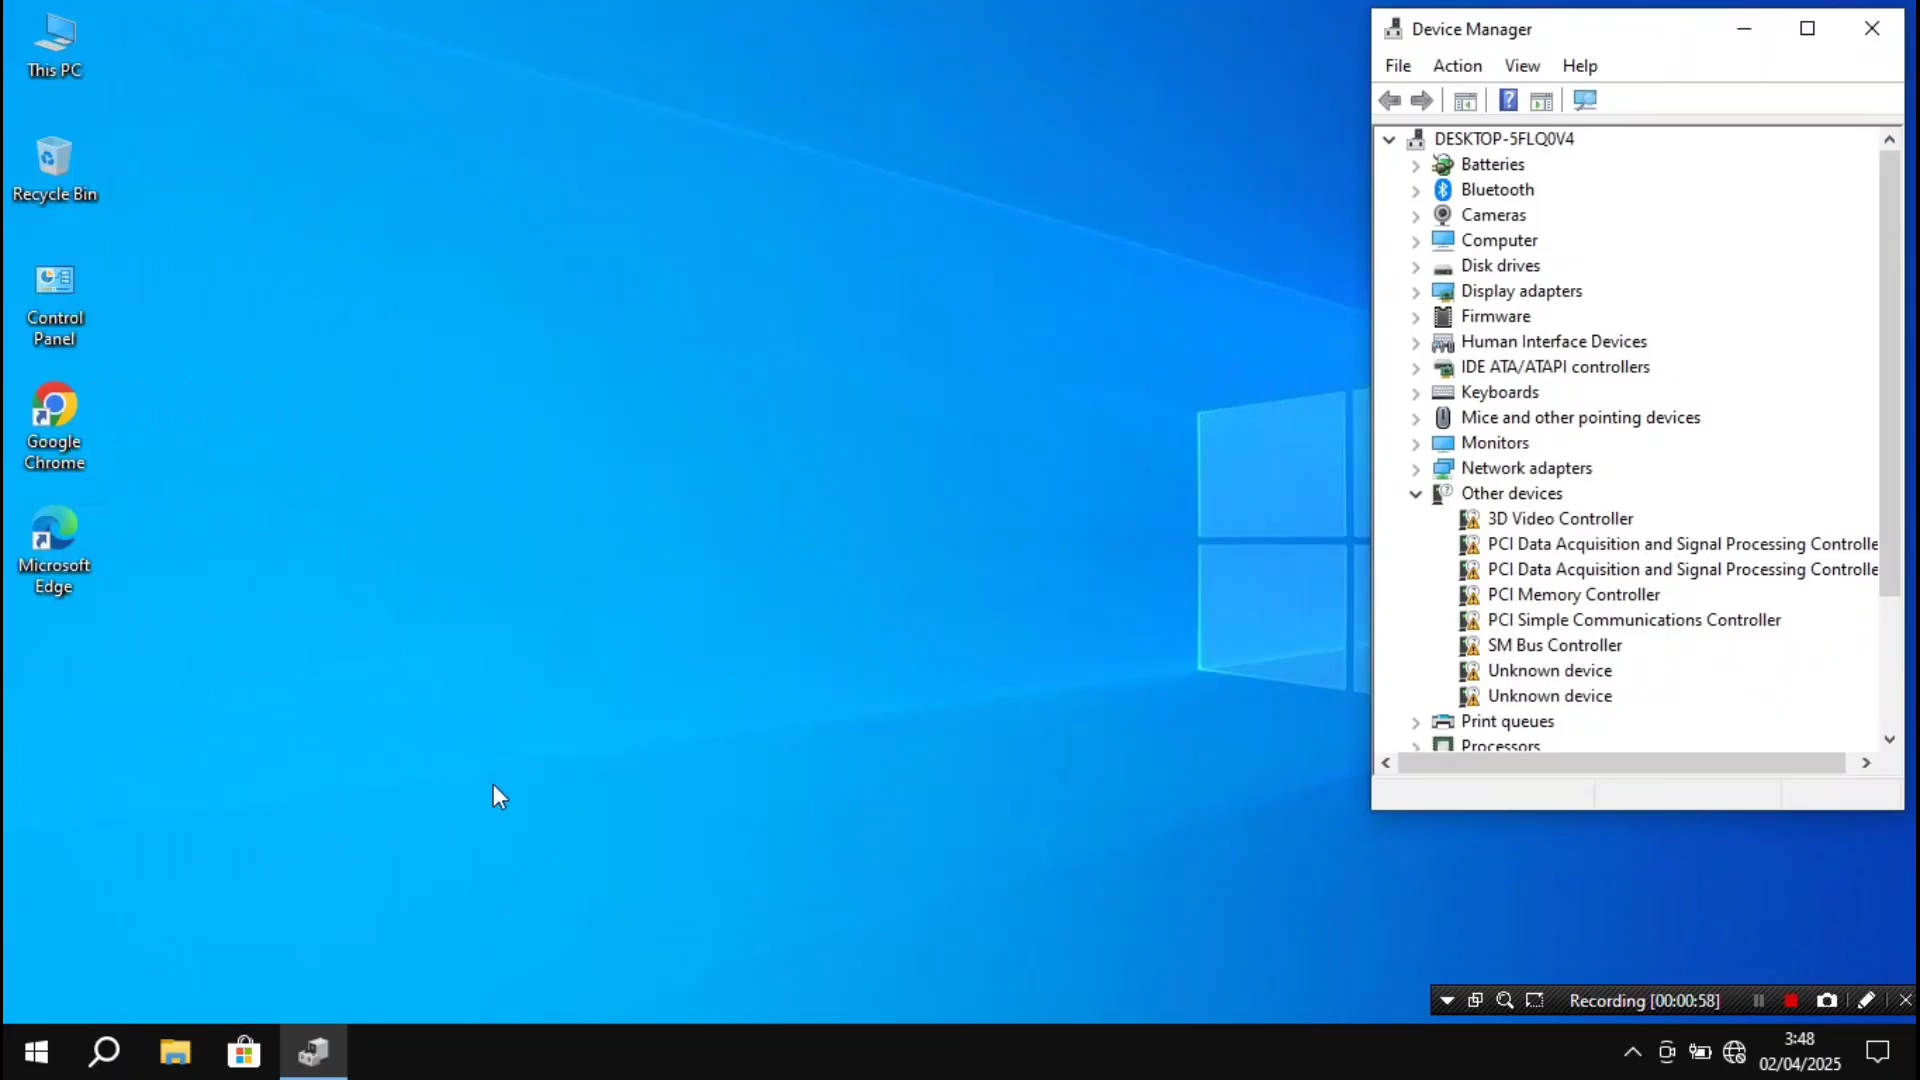 This PC
Recycle Bin
Control
Panel
Google
Chrome
Microsoft
Edge
Device Manager
File Action View Help
DESKTOP-5FLQ0V4
Batteries
Bluetooth
Cameras
Computer
Disk drives
Display adapters
Firmware
Human Interface Devices
IDE ATA/ATAPI controllers
Keyboards
Mice and other pointing devices
Monitors
Network adapters
Other devices
3D Video Controller
PCI Data Acquisition and Signal Processing Controlle
PCI Data Acquisition and Signal Processing Controlle
PCI Memory Controller
PCI Simple Communications Controller
SM Bus Controller
Unknown device
Unknown device
Print queues
Processors
Recording [00:00:58]
3:48
02/04/2025